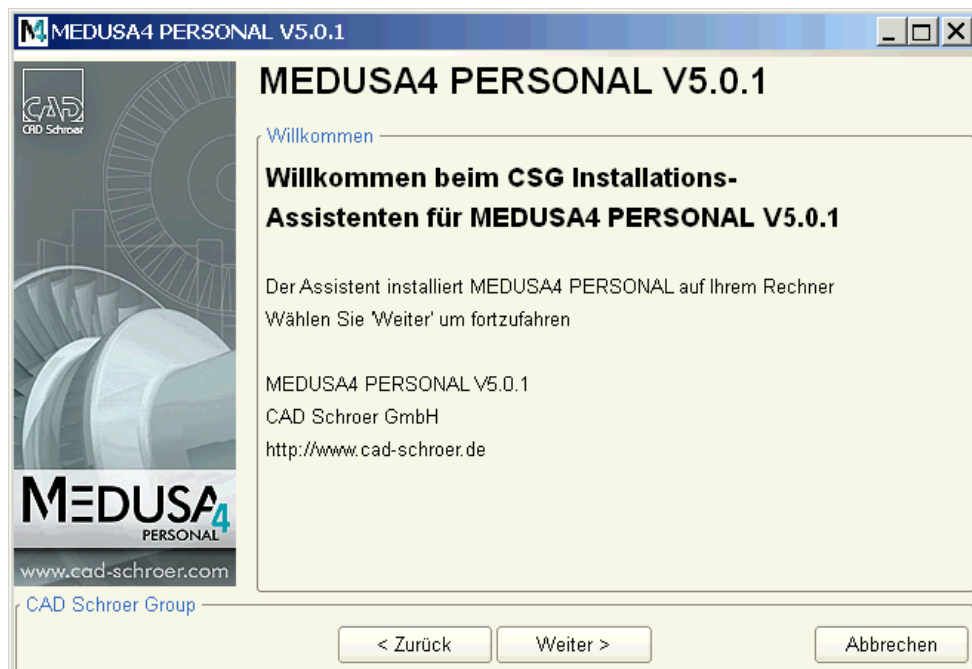 MEDUSA4 PERSONAL V5.0.1
CAD
CAD Schroer
MEDUSA4
PERSONAL
www.cad-schroer.com
MEDUSA4 PERSONAL V5.0.1
Willkommen
Willkommen beim CSG Installations-
Assistenten für MEDUSA4 PERSONAL V5.0.1
Der Assistent installiert MEDUSA4 PERSONAL auf Ihrem Rechner
Wählen Sie 'Weiter' um fortzufahren
MEDUSA4 PERSONAL V5.0.1
CAD Schroer GmbH
http://www.cad-schroer.de
CAD Schroer Group
< Zurück
Weiter >
Abbrechen